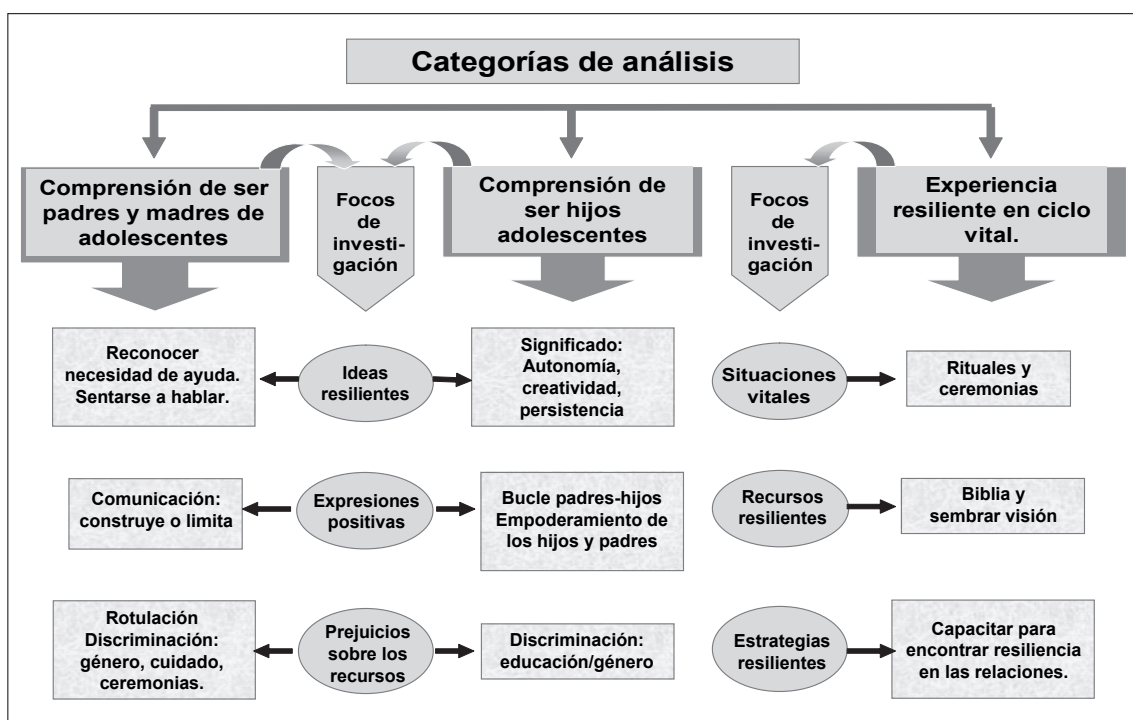 Categorías de análisis
Comprensión de ser
padres y madres de
adolescentes
Focos
de
investi-
gación
Comprensión de
ser hijos
adolescentes
Focos
de
investi-
gación
Experiencia
resiliente en ciclo
vital.
Reconocer
necesidad de ayuda.
Sentarse a hablar.
Ideas
resilientes
Significado:
Autonomía,
creatividad,
persistencia
Situaciones
vitales
Rituales y
ceremonias
Comunicación:
construye o limita
Expresiones
positivas
Bucle padres-hijos
Empoderamiento de
los hijos y padres
Recursos
resilientes
Biblia y
sembrar visión
Rotulación
Discriminación:
género, cuidado,
ceremonias.
Prejuicios
sobre los
recursos
Discriminación:
educación/género
Estrategias
resilientes
Capacitar para
encontrar resiliencia
en las relaciones.